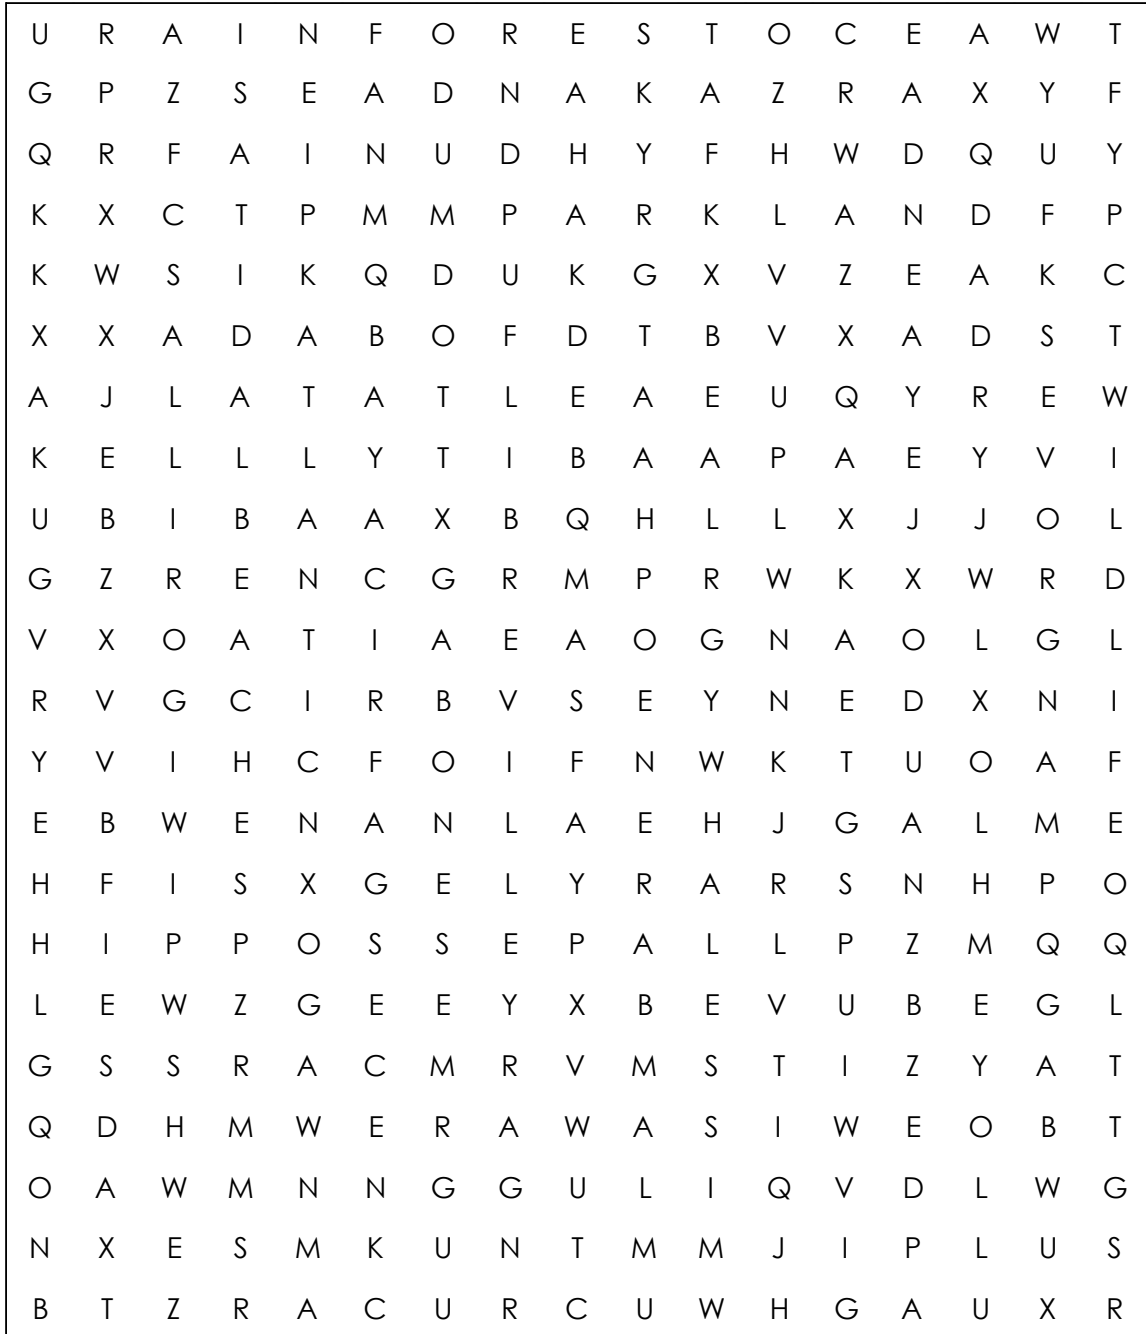 U R A I N F O R E S T O C E A W T
G P Z S E A D N A K A Z R A X Y F
Q R F A I N U D H Y F H W D Q U Y
K X C T P M M P A R K L A N D F P
K W S I K Q D U K G X V Z E A K C
X X A D A B O F D T B V X A D S T
A J L A T A T L E A E U Q Y R E W
K E L L L Y T I B A A P A E Y V I
U B I B A A X B Q H L L X J J O L
G Z R E N C G R M P R W K X W R D
V X O A T I A E A O G N A O L G L
R V G C I R B V S E Y N E D X N I
Y V I H C F O I F N W K T U O A F
E B W E N A N L A E H J G A L M E
H F I S X G E L Y R A R S N H P O
H I P P O S S E P A L L P Z M Q Q
L E W Z G E E Y X B E V U B E G L
G S S R A C M R V M S T I Z Y A T
Q D H M W E R A W A S I W E O B T
O A W M N N G G U L I Q V D L W G
N X E S M K U N T M M J I P L U S
B T Z R A C U R C U W H G A U X R